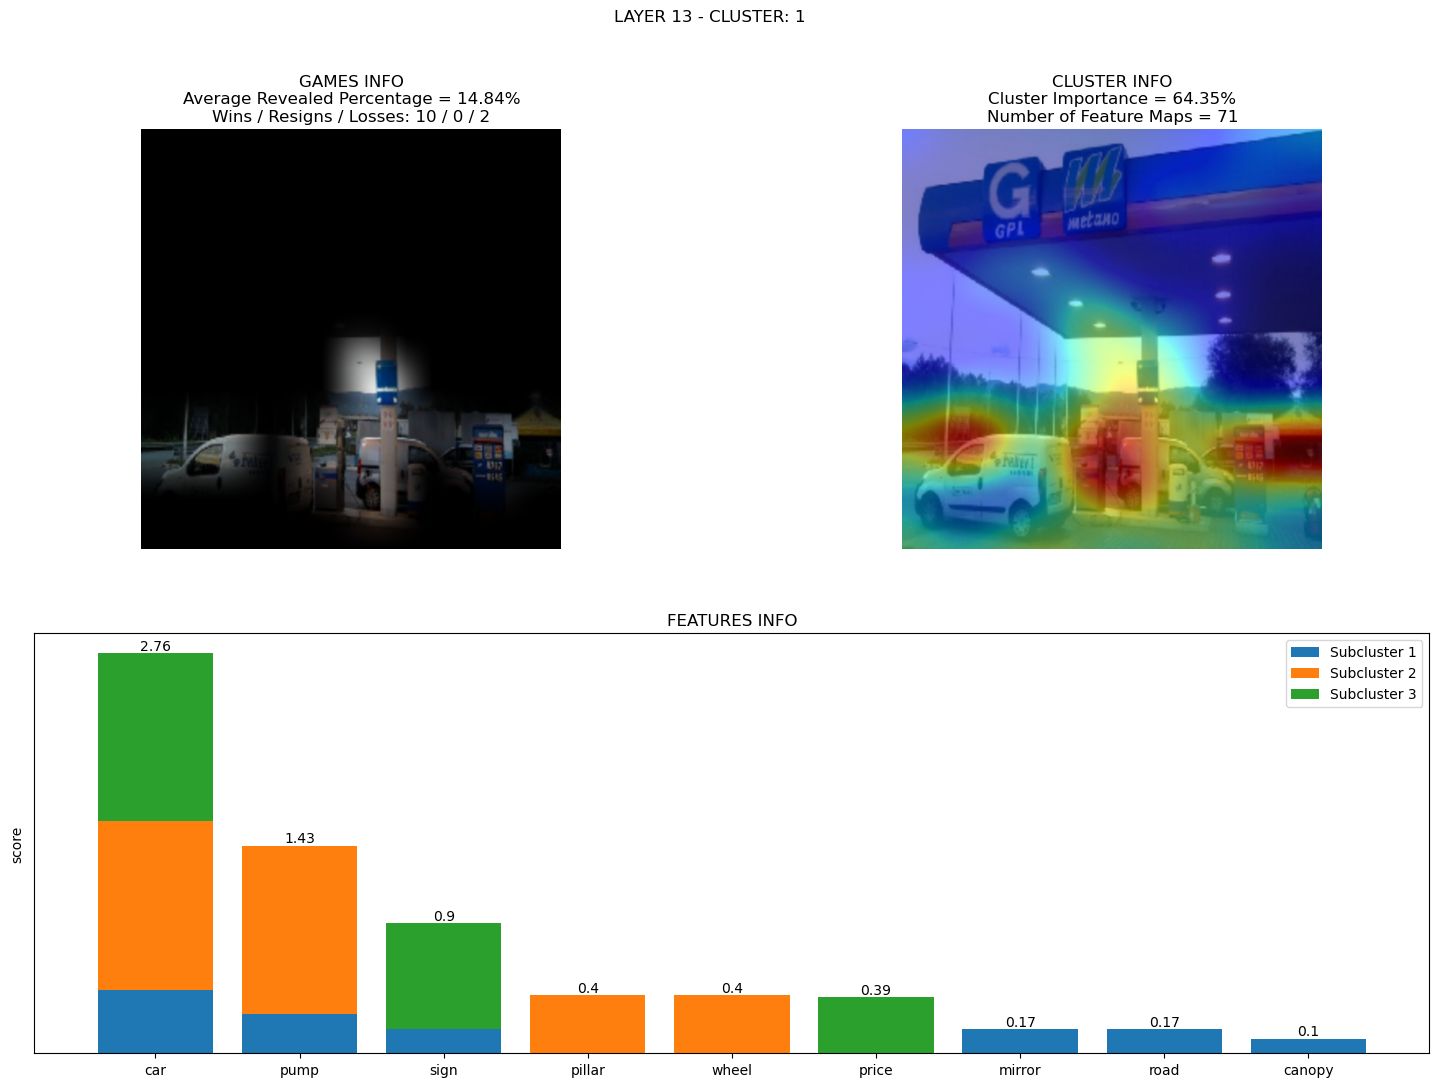 LAYER 13 - CLUSTER: 1
GAMES INFO
Average Revealed Percentage = 14.84%
Wins / Resigns / Losses: 10 / 0 / 2
CLUSTER INFO
Cluster Importance = 64.35%
Number of Feature Maps = 71
G
GPL
metano
FEATURES INFO
score
2.76
1.43
0.9
0.4
0.4
0.39
0.17
0.17
0.1
Subcluster 1
Subcluster 2
Subcluster 3
car
pump
sign
pillar
wheel
price
mirror
road
canopy